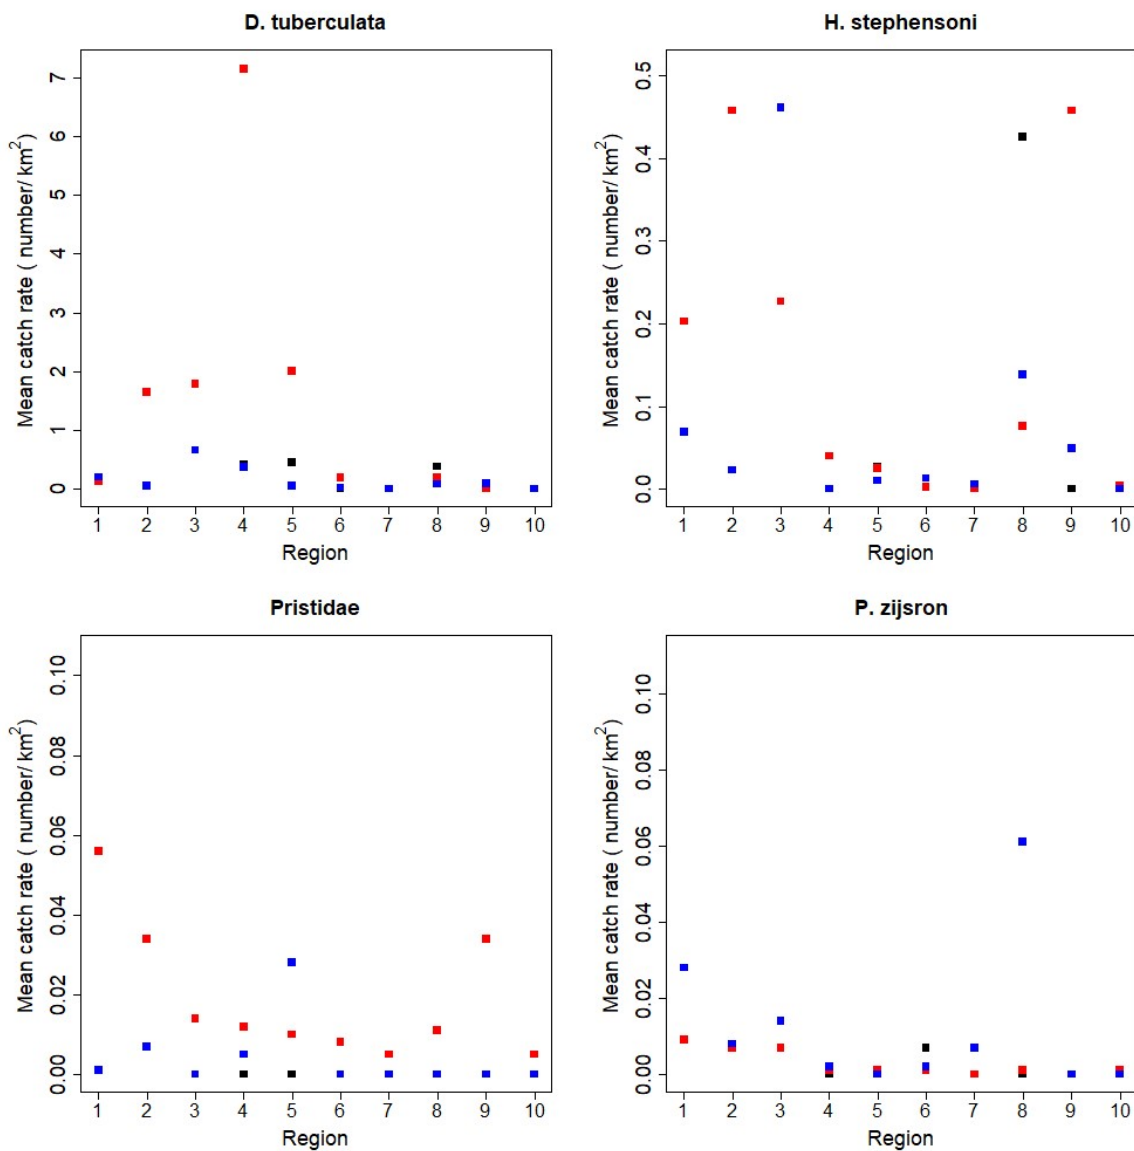 D. tuberculata
Mean catch rate ( number/ km²)
7
6
5
4
3
2
1
0
1 2 3 4 5 6 7 8 9 10
Region
H. stephensoni
Mean catch rate ( number/ km²)
0.5
0.4
0.3
0.2
0.1
0.0
1 2 3 4 5 6 7 8 9 10
Region
Pristidae
Mean catch rate ( number/ km²)
0.10
0.08
0.06
0.04
0.02
0.00
1 2 3 4 5 6 7 8 9 10
Region
P. zijsron
Mean catch rate ( number/ km²)
0.10
0.08
0.06
0.04
0.02
0.00
1 2 3 4 5 6 7 8 9 10
Region